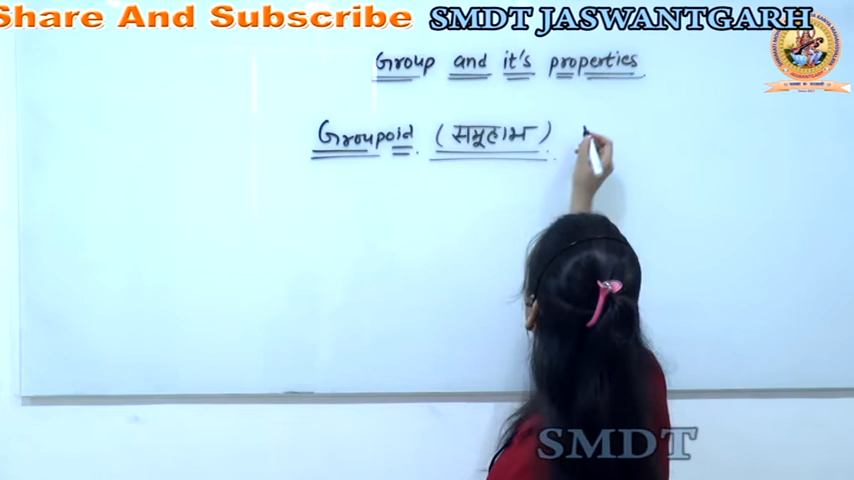 Share And Subscribe SMDT JASWANTGARH
Group and it's properties
Groupoid (समूहाभ)
SMDT